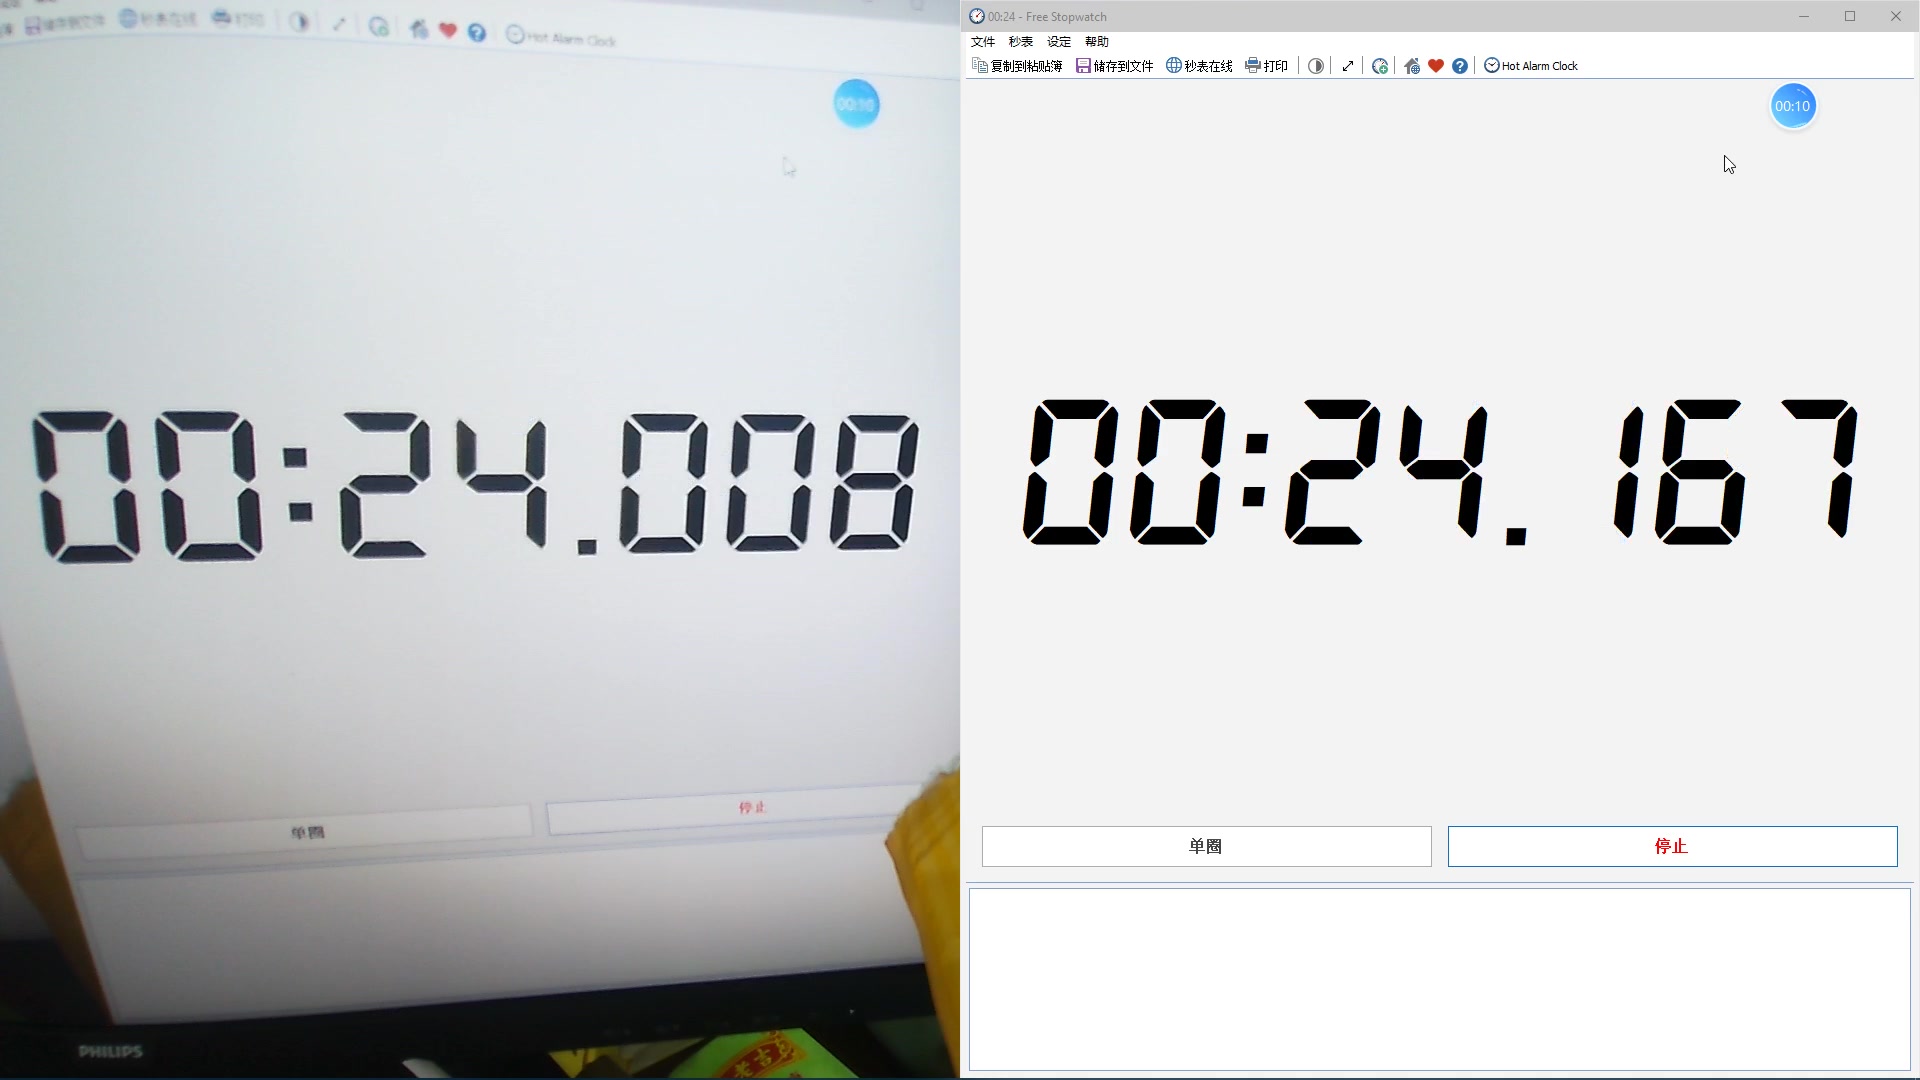 储存到文件 秒表在线 打印 Hot Alarm Clock
00:10
00:24.008
单圈 停止
PHILIPS
00:24 - Free Stopwatch
文件 秒表 设定 帮助
复制到粘贴簿 储存到文件 秒表在线 打印 Hot Alarm Clock
00:10
00:24.167
单圈 停止